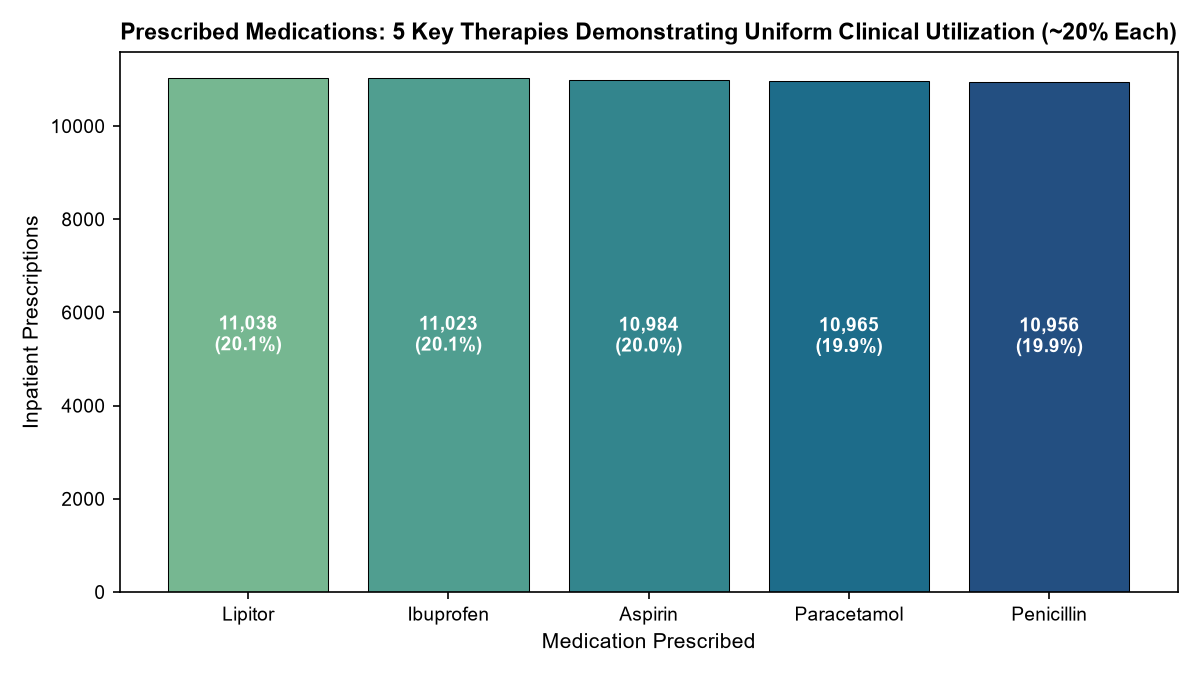 Prescribed Medications: 5 Key Therapies Demonstrating Uniform Clinical Utilization (~20% Each)
Inpatient Prescriptions
10000
8000
6000
4000
2000
0
11,038
(20.1%)
11,023
(20.1%)
10,984
(20.0%)
10,965
(19.9%)
10,956
(19.9%)
Lipitor
Ibuprofen
Aspirin
Paracetamol
Penicillin
Medication Prescribed